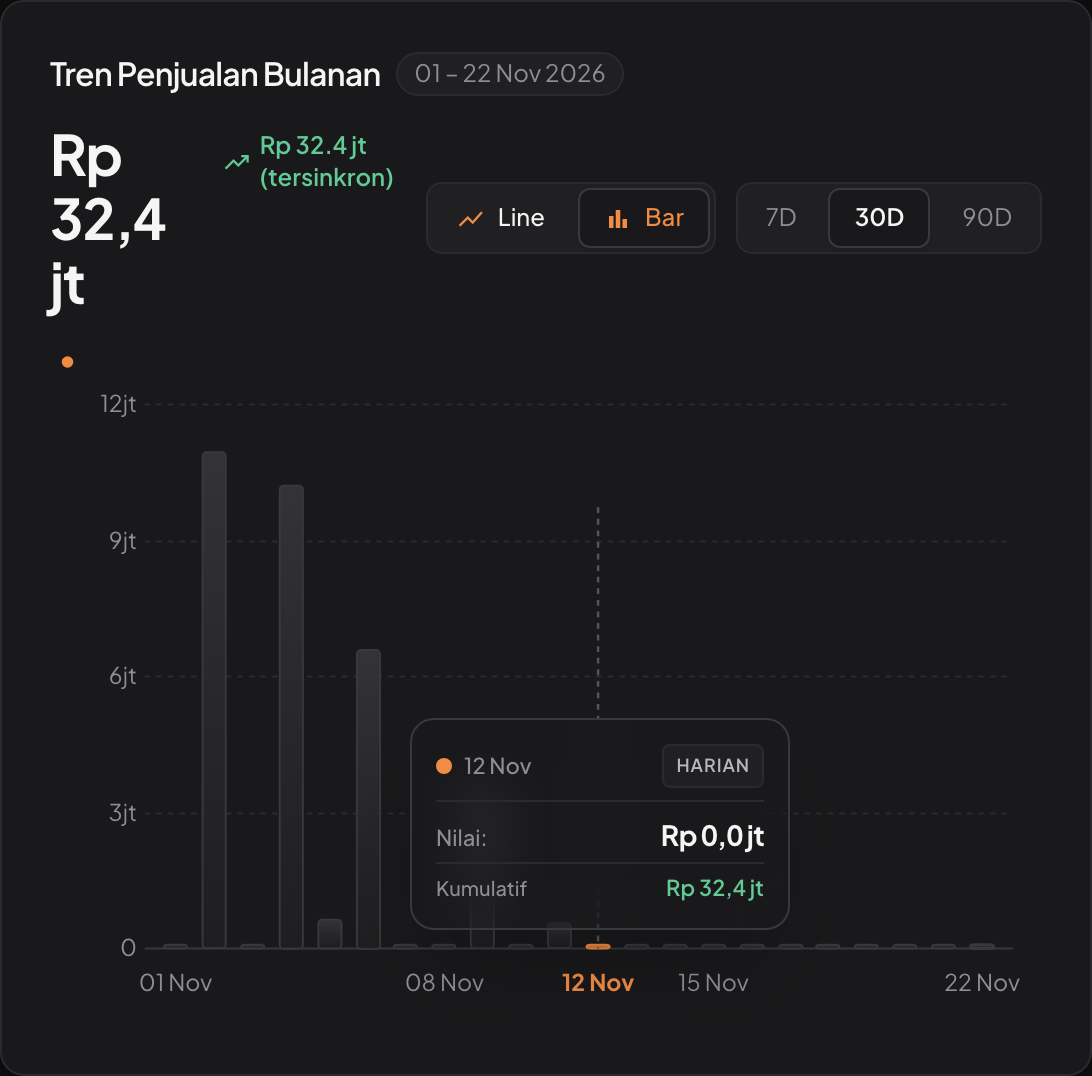 Tren Penjualan Bulanan
01 – 22 Nov 2026
Rp
32,4
jt
Rp 32.4 jt
(tersinkron)
Line
Bar
7D
30D
90D
12jt
9jt
6jt
3jt
0
12 Nov
HARIAN
Nilai:
Rp 0,0 jt
Kumulatif
Rp 32,4 jt
01 Nov
08 Nov
12 Nov
15 Nov
22 Nov